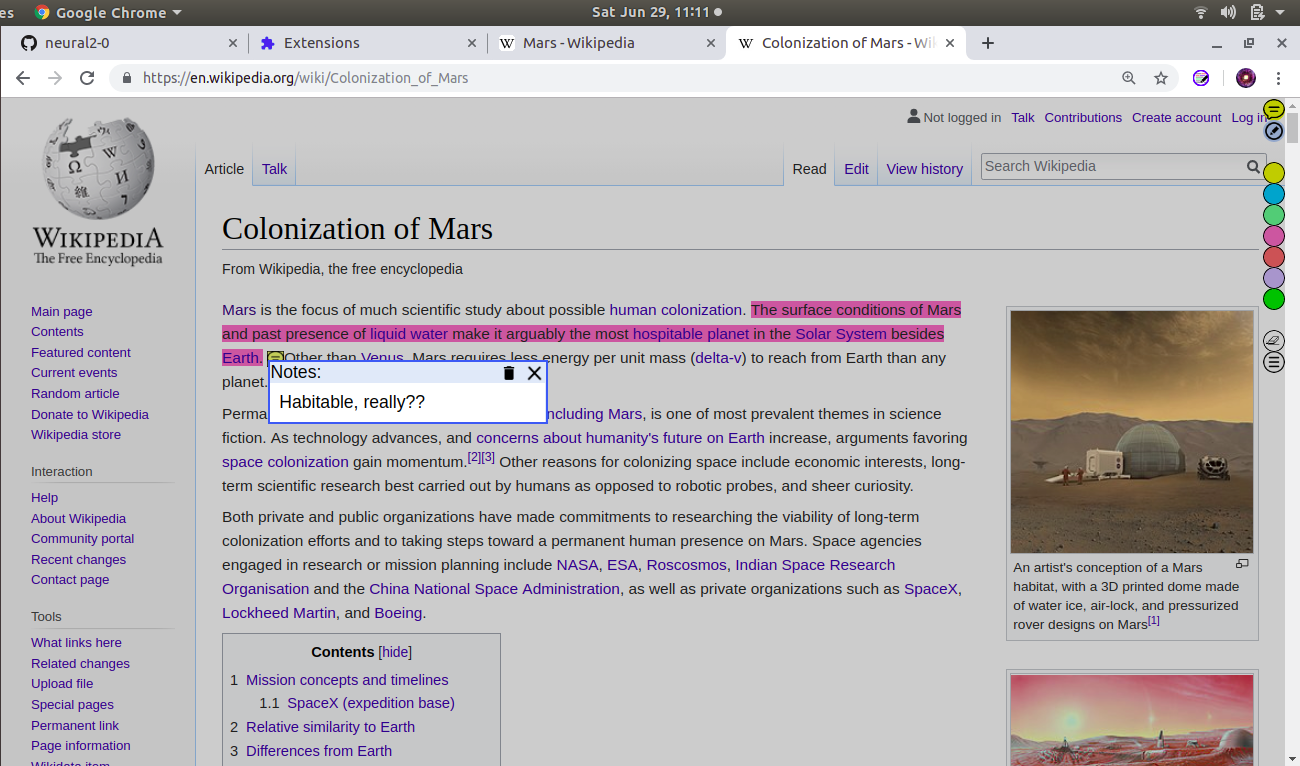 es Google Chrome Sat Jun 29, 11:11
neural2-0 Extensions Mars - Wikipedia Colonization of Mars - Wi
https://en.wikipedia.org/wiki/Colonization_of_Mars
Not logged in Talk Contributions Create account Log in
Article Talk Read Edit View history Search Wikipedia
WIKIPEDIA
The Free Encyclopedia
Main page
Contents
Featured content
Current events
Random article
Donate to Wikipedia
Wikipedia store
Interaction
Help
About Wikipedia
Community portal
Recent changes
Contact page
Tools
What links here
Related changes
Upload file
Special pages
Permanent link
Page information
Wikidata item
Colonization of Mars
From Wikipedia, the free encyclopedia
Mars is the focus of much scientific study about possible human colonization. The surface conditions of Mars
and past presence of liquid water make it arguably the most hospitable planet in the Solar System besides
Earth. Other than Venus, Mars requires less energy per unit mass (delta-v) to reach from Earth than any
planet.
Notes:
Habitable, really??
Perma including Mars, is one of most prevalent themes in science
fiction. As technology advances, and concerns about humanity's future on Earth increase, arguments favoring
space colonization gain momentum.[2][3] Other reasons for colonizing space include economic interests, long-
term scientific research best carried out by humans as opposed to robotic probes, and sheer curiosity.
Both private and public organizations have made commitments to researching the viability of long-term
colonization efforts and to taking steps toward a permanent human presence on Mars. Space agencies
engaged in research or mission planning include NASA, ESA, Roscosmos, Indian Space Research
Organisation and the China National Space Administration, as well as private organizations such as SpaceX,
Lockheed Martin, and Boeing.
Contents [hide]
1 Mission concepts and timelines
1.1 SpaceX (expedition base)
2 Relative similarity to Earth
3 Differences from Earth
An artist's conception of a Mars
habitat, with a 3D printed dome made
of water ice, air-lock, and pressurized
rover designs on Mars[1]